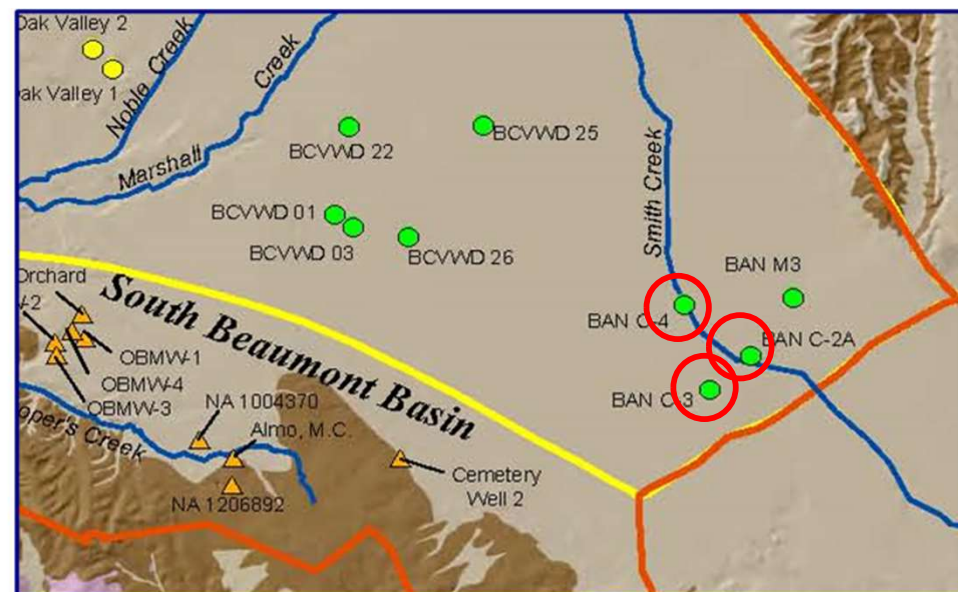 Oak Valley 2
ak Valley 1
Noble Creek
Marshall Creek
BCVWD 22
BCVWD 25
BCVWD 01
BCVWD 03
BCVWD 26
Smith Creek
BAN M3
BAN C-4
BAN C-2A
BAN C-3
South Beaumont Basin
Orchard
-2
OBMW-1
OBMW-4
OBMW-3
oper's Creek
NA 1004370
Almo, M.C.
NA 1206892
Cemetery
Well 2